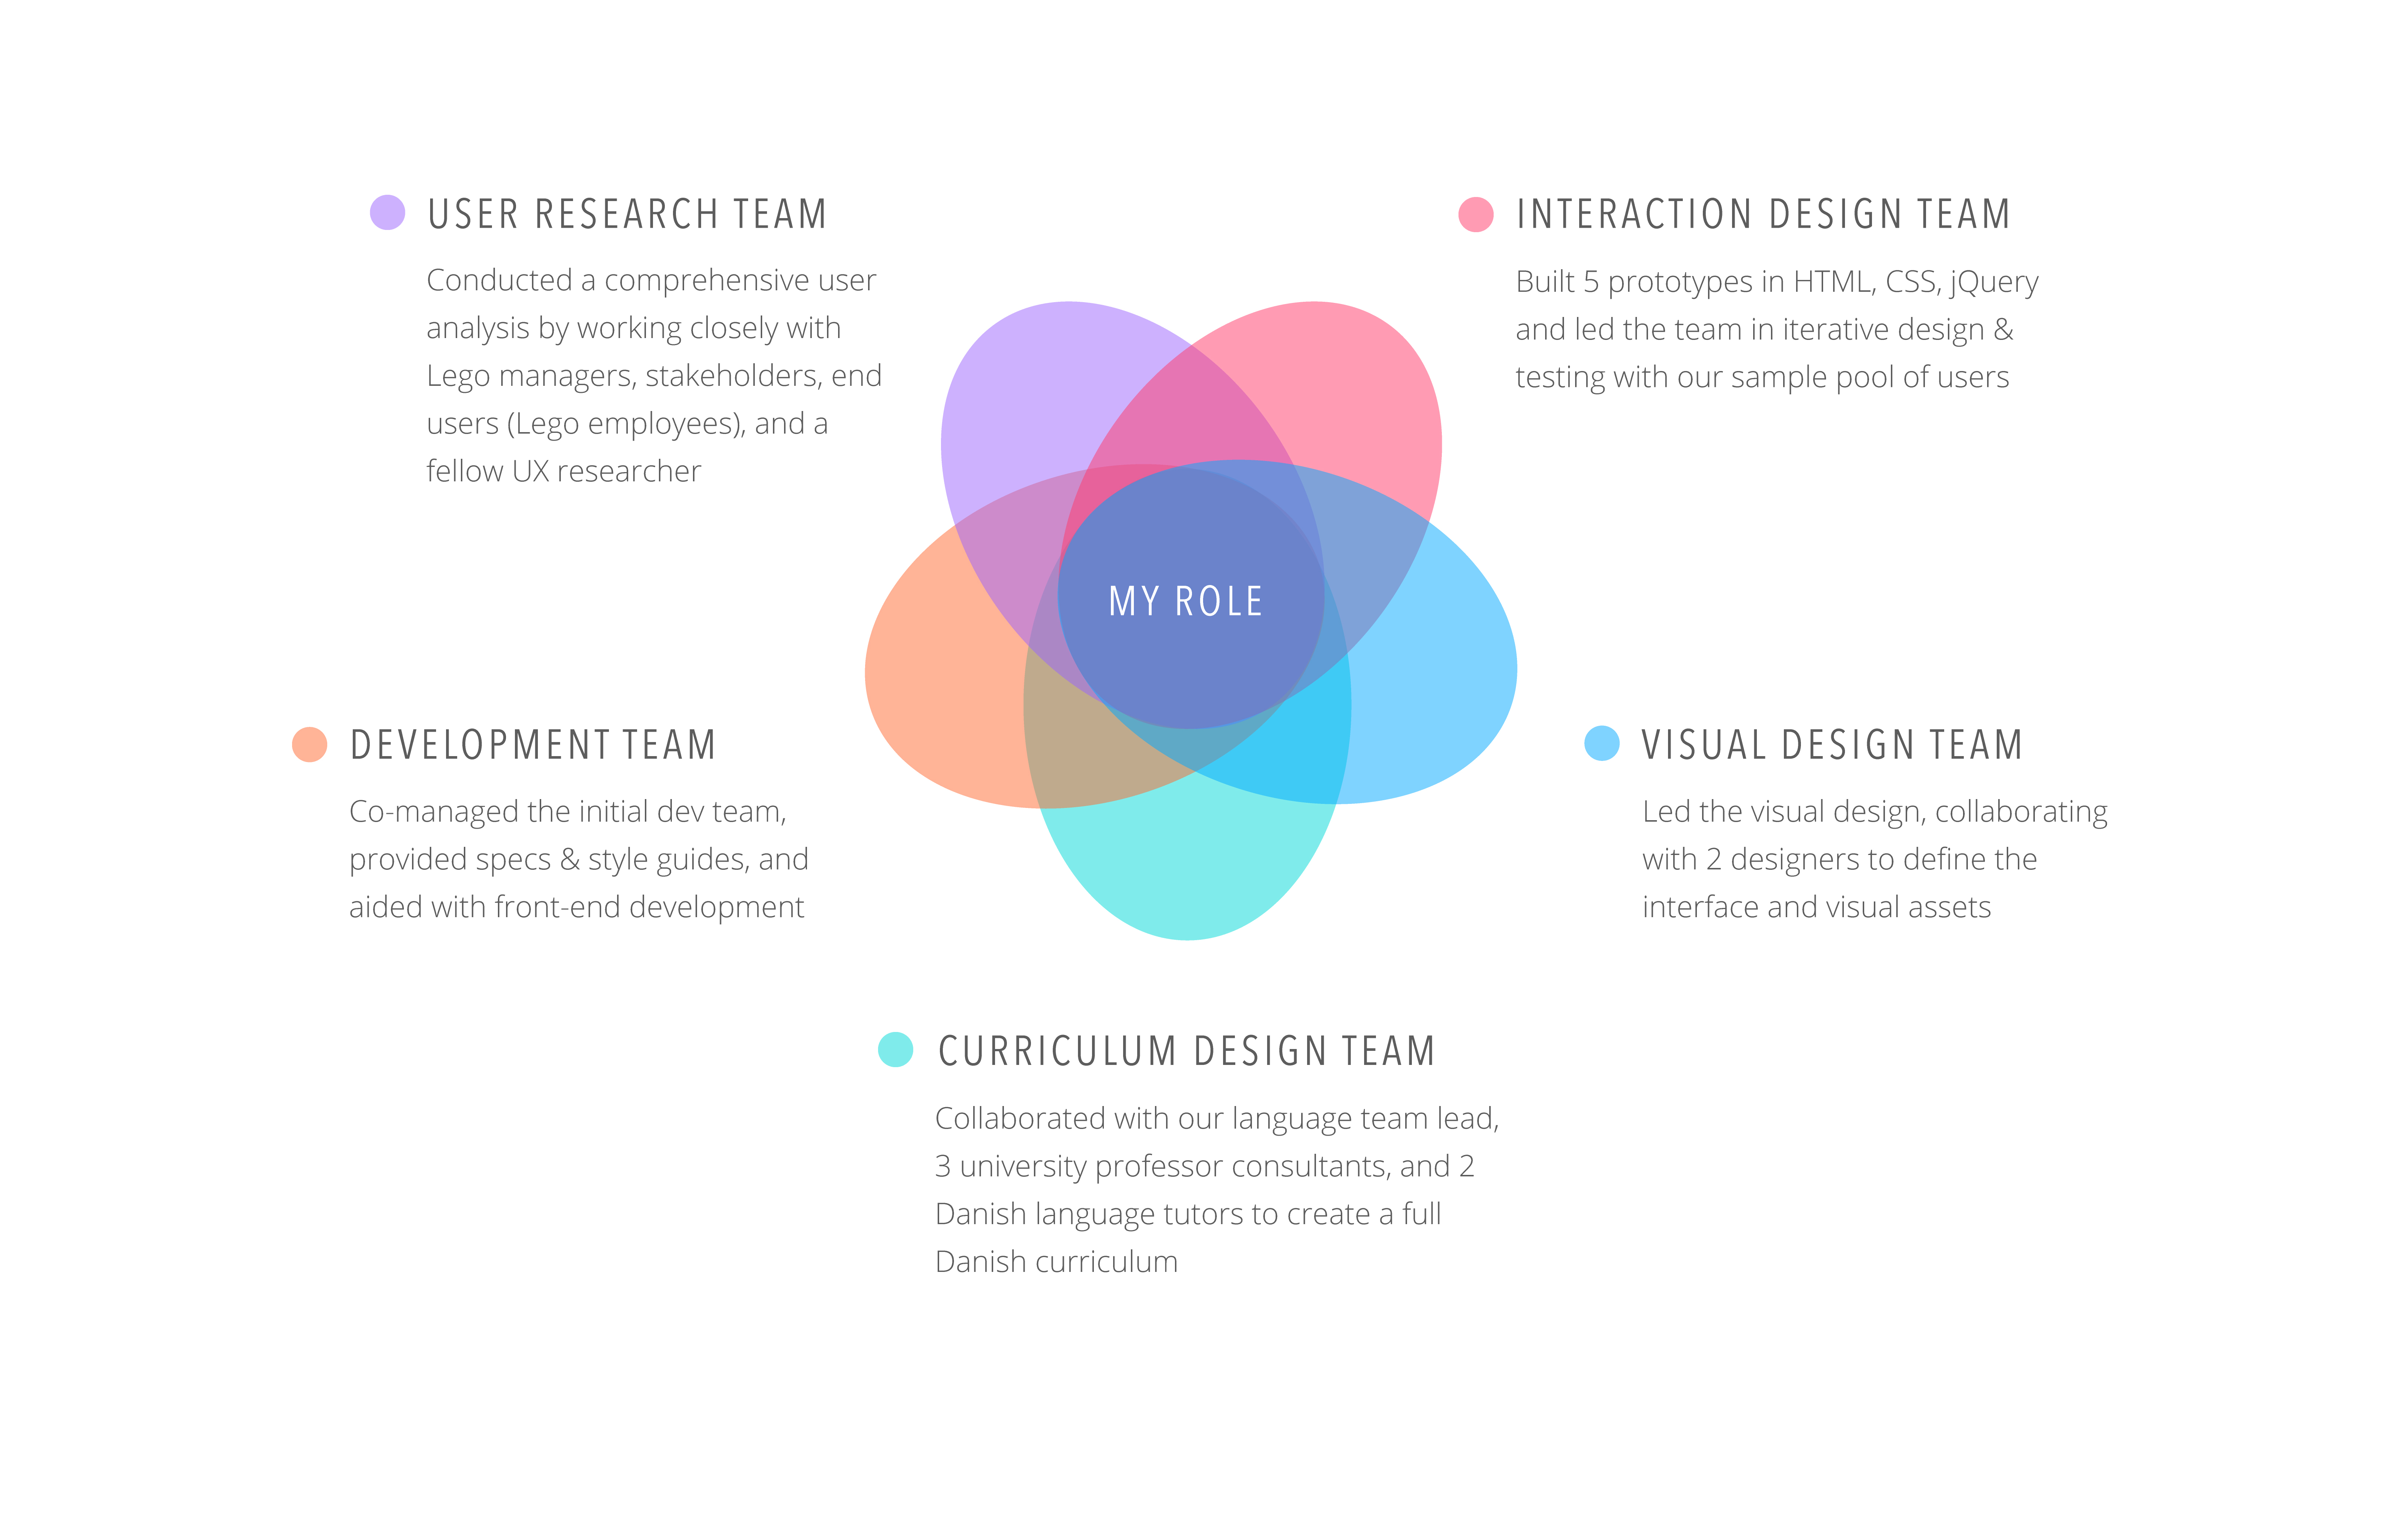 USER RESEARCH TEAM
Conducted a comprehensive user
analysis by working closely with
Lego managers, stakeholders, end
users (Lego employees), and a
fellow UX researcher
INTERACTION DESIGN TEAM
Built 5 prototypes in HTML, CSS, jQuery
and led the team in iterative design &
testing with our sample pool of users
MY ROLE
DEVELOPMENT TEAM
Co-managed the initial dev team,
provided specs & style guides, and
aided with front-end development
VISUAL DESIGN TEAM
Led the visual design, collaborating
with 2 designers to define the
interface and visual assets
CURRICULUM DESIGN TEAM
Collaborated with our language team lead,
3 university professor consultants, and 2
Danish language tutors to create a full
Danish curriculum